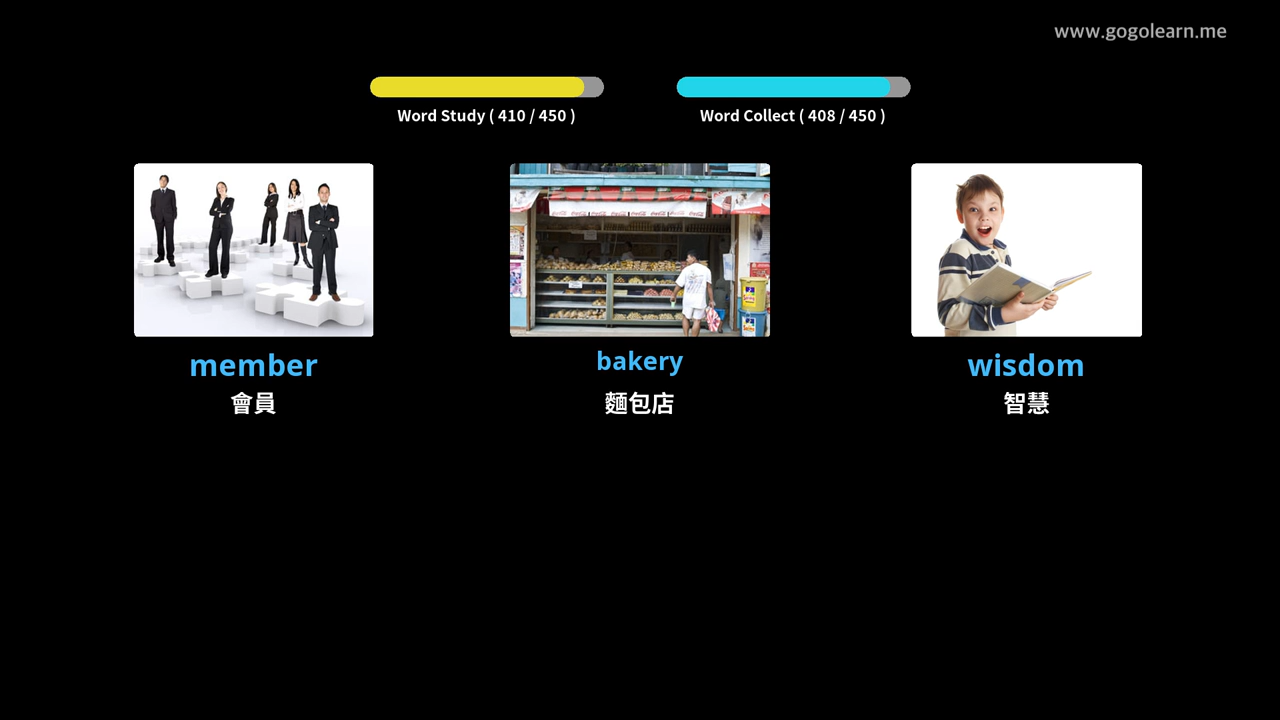 www.gogolearn.me
Word Study ( 410 / 450 )
Word Collect ( 408 / 450 )
member
bakery
wisdom
會員
麵包店
智慧